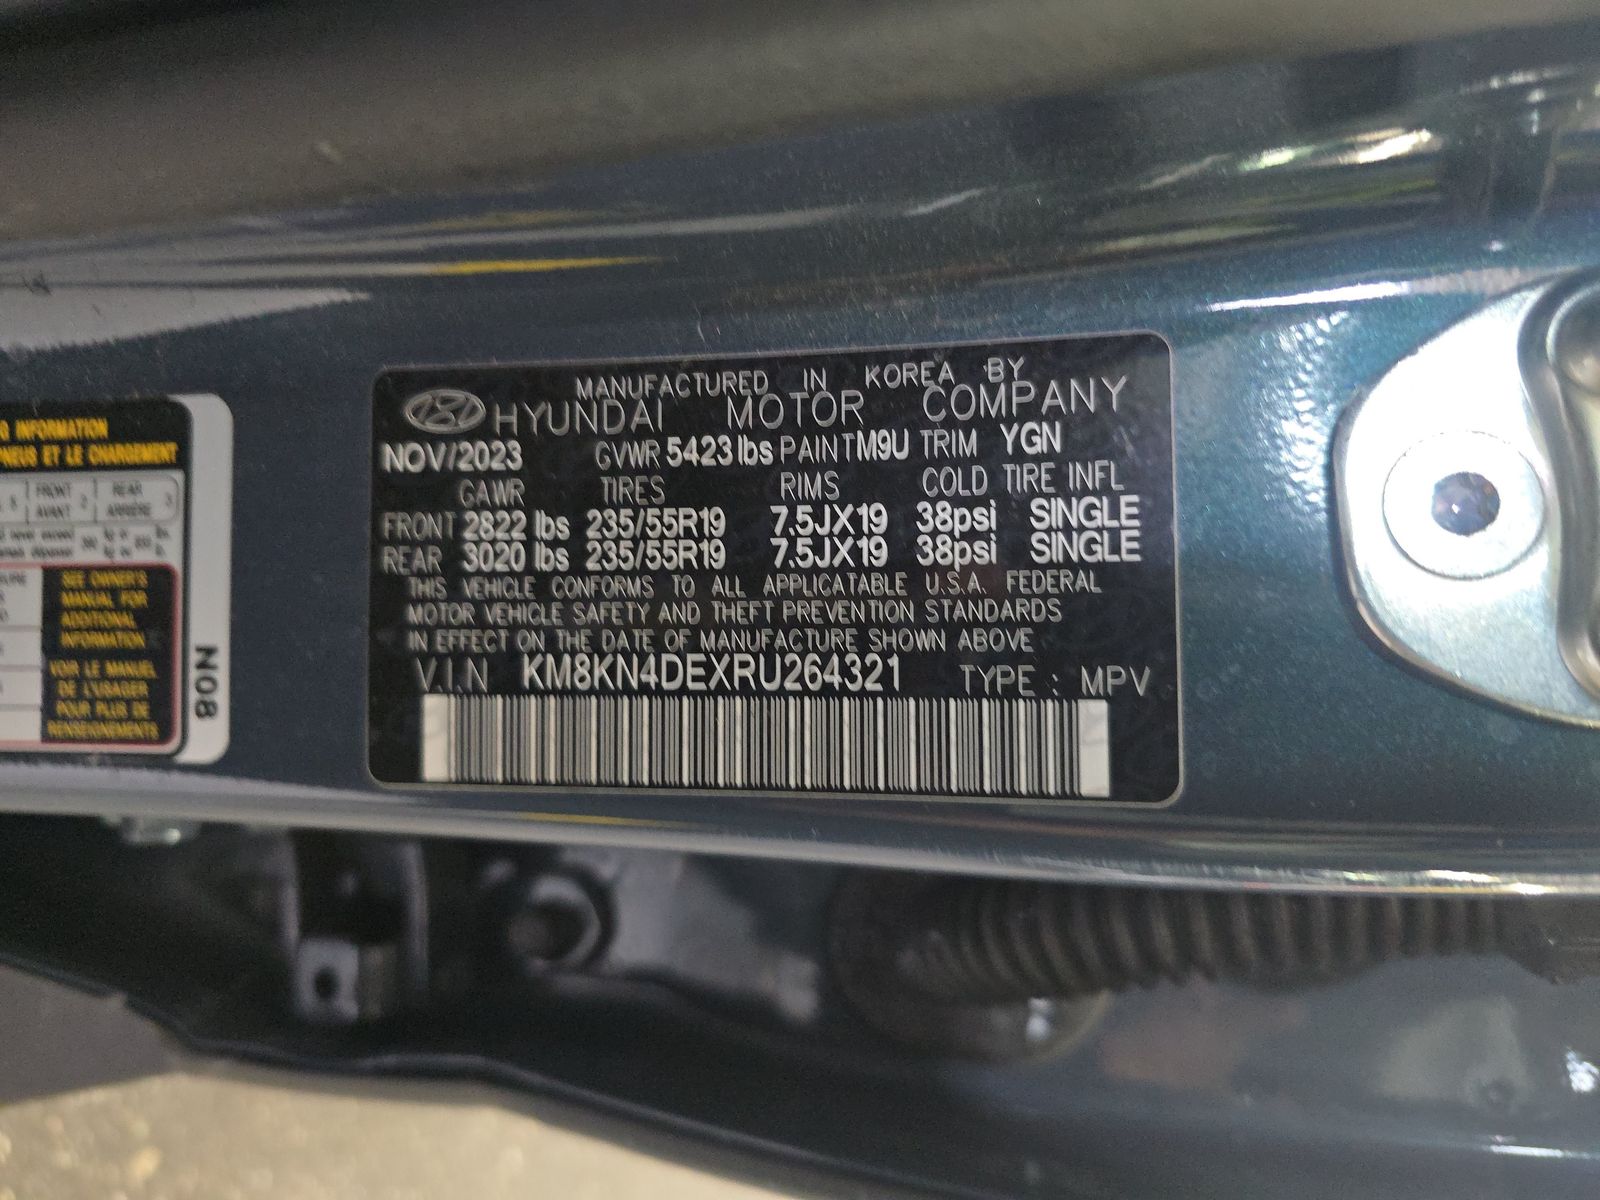 MANUFACTURED IN KOREA BY
HYUNDAI MOTOR COMPANY
NOV/2023 GVWR 5423 lbs PAINT M9U TRIM YGN
GAWR TIRES RIMS COLD TIRE INFL
FRONT 2822 lbs 235/55R19 7.5JX19 38psi SINGLE
REAR 3020 lbs 235/55R19 7.5JX19 38psi SINGLE
THIS VEHICLE CONFORMS TO ALL APPLICATABLE U.S.A. FEDERAL
MOTOR VEHICLE SAFETY AND THEFT PREVENTION STANDARDS
IN EFFECT ON THE DATE OF MANUFACTURE SHOWN ABOVE
V.I.N KM8KN4DEXRU264321 TYPE : MPV
INFORMATION
PNEUS ET LE CHARGEMENT
FRONT 2 REAR 3
AVANT ARRIÈRE
SEE OWNER'S
MANUAL FOR
ADDITIONAL
INFORMATION
VOIR LE MANUEL
DE L'USAGER
POUR PLUS DE
RENSEIGNEMENTS
N08